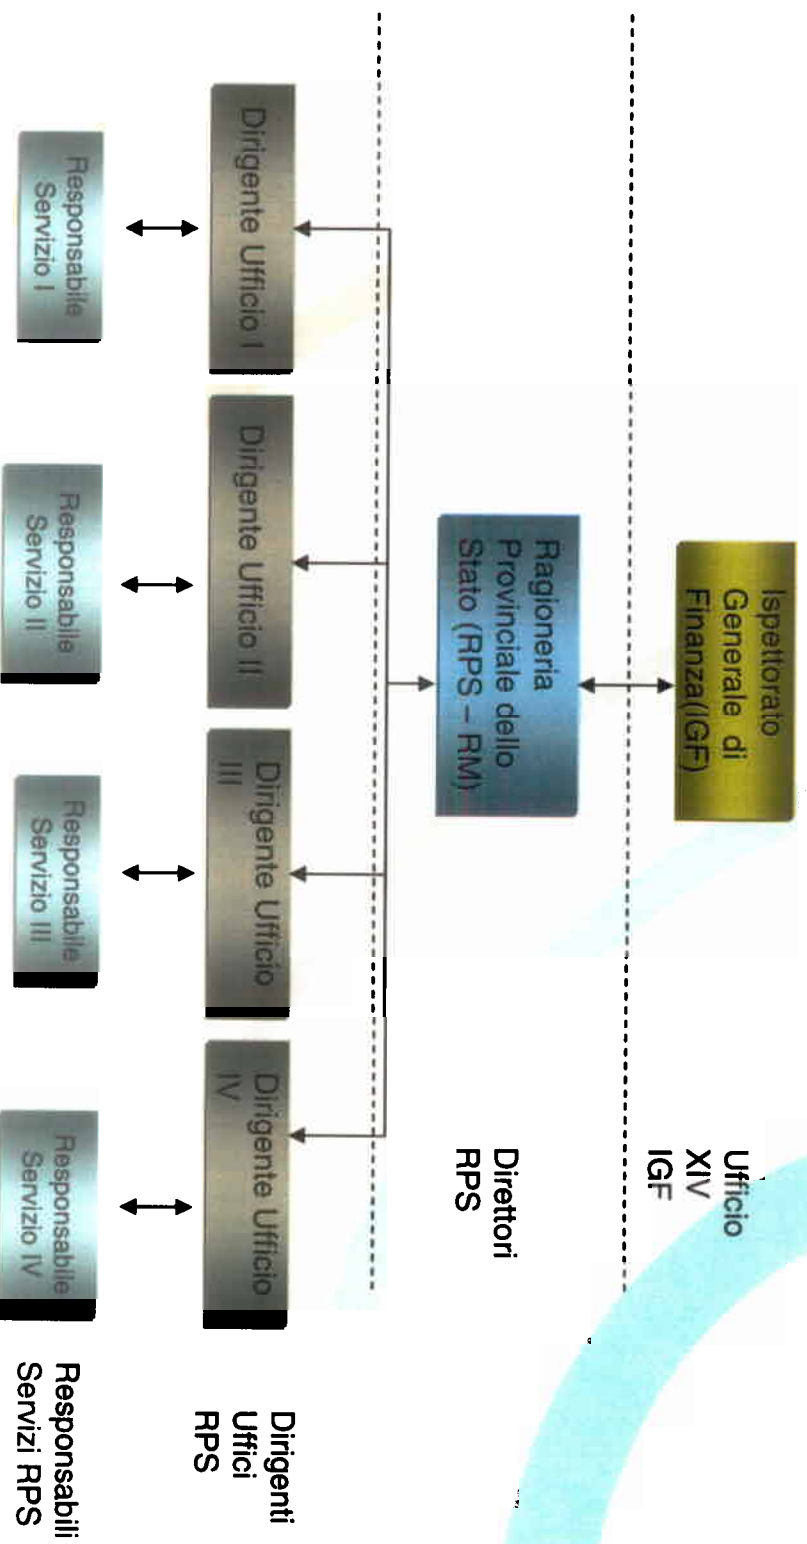 Ispettorato
Generale di
Finanza(IGF)
Ufficio
XIV
IGF
Ragioneria
Provinciale dello
Stato (RPS – RM)
Direttori
RPS
Dirigente Ufficio I
Dirigente Ufficio II
Dirigente Ufficio
III
Dirigente Ufficio
IV
Dirigenti
Uffici
RPS
Responsabile
Servizio I
Responsabile
Servizio II
Responsabile
Servizio III
Responsabile
Servizio IV
Responsabili
Servizi RPS